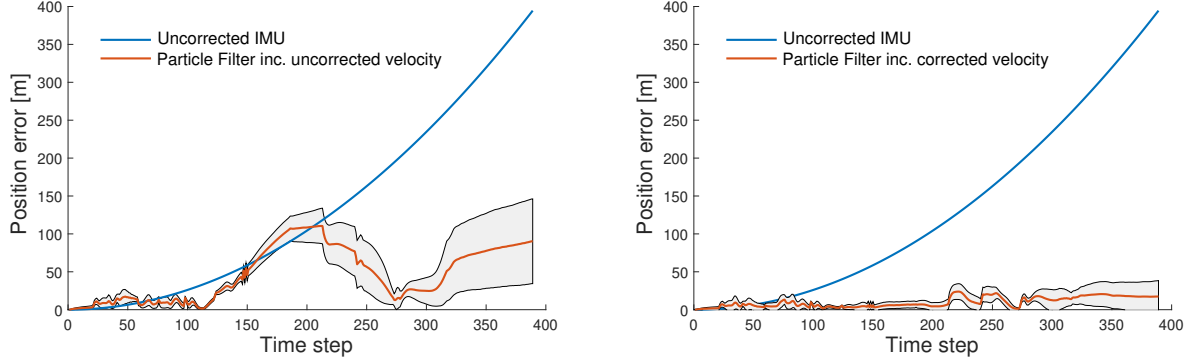 400
350
300
250
200
150
100
50
0
Position error [m]
Uncorrected IMU
Particle Filter inc. uncorrected velocity
0 50 100 150 200 250 300 350 400
Time step
400
350
300
250
200
150
100
50
0
Position error [m]
Uncorrected IMU
Particle Filter inc. corrected velocity
0 50 100 150 200 250 300 350 400
Time step